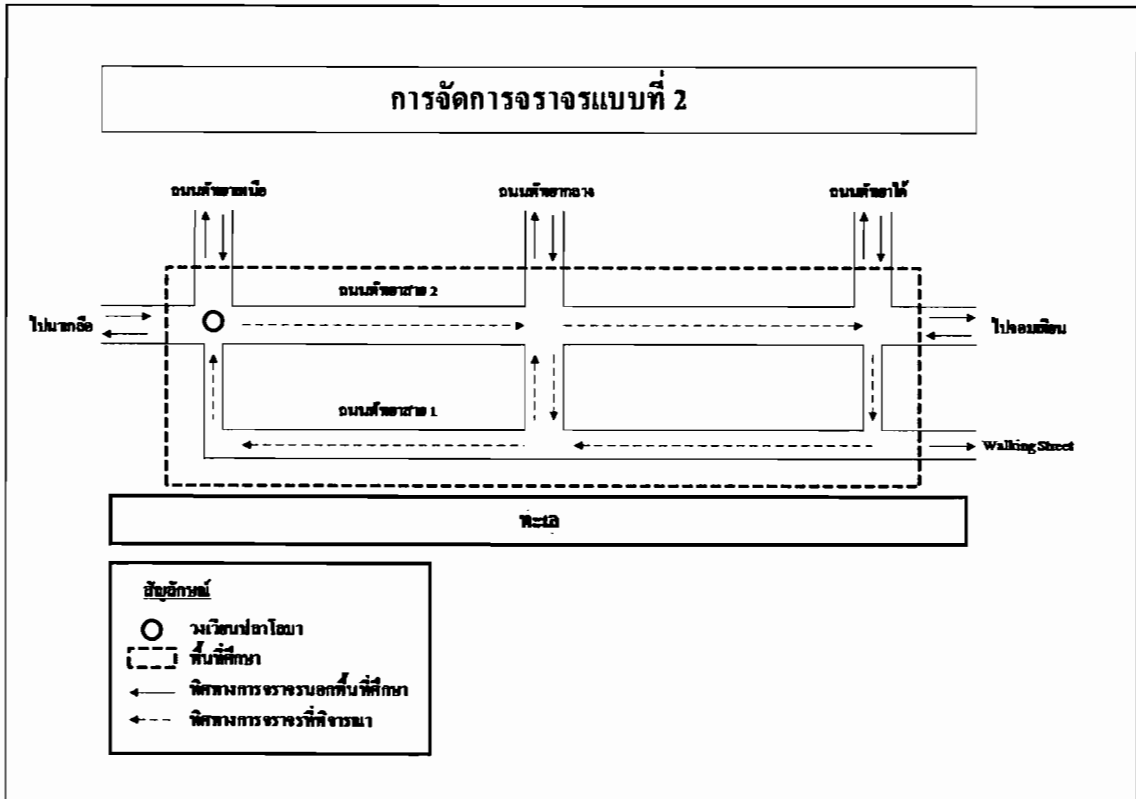 การจัดการจราจรแบบที่ 2
ถนนพัทยาเหนือ
ถนนพัทยากลาง
ถนนพัทยาใต้
ถนนพัทยาสาย 2
ไปนาเกลือ
ไปจอมเทียน
ถนนพัทยาสาย 1
Walking Street
ทะเล
สัญลักษณ์
วงเวียนปลาโลมา
พื้นที่ศึกษา
ทิศทางการจราจรนอกพื้นที่ศึกษา
ทิศทางการจราจรที่พิจารณา